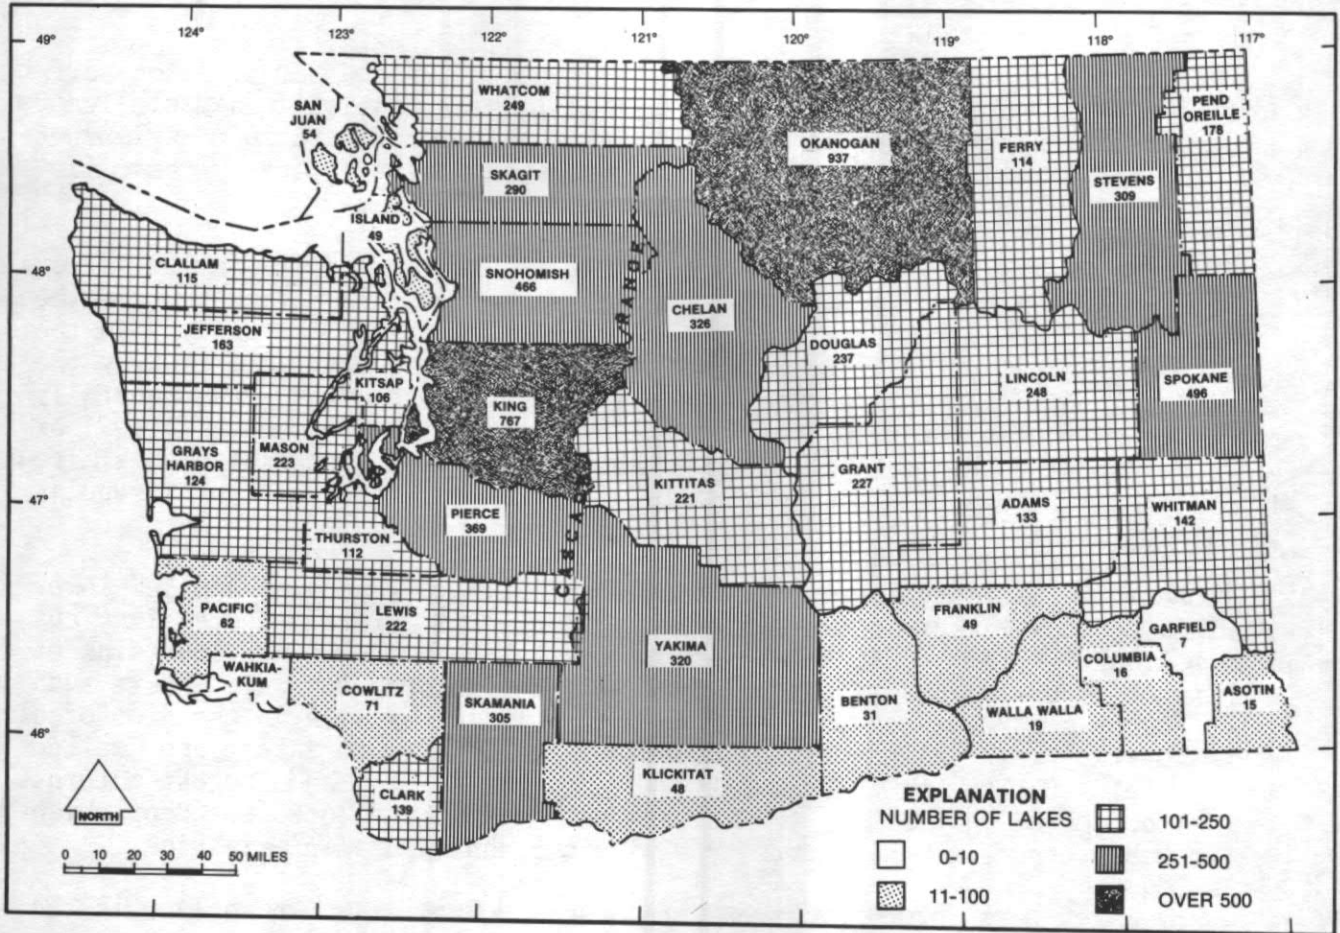 124°
123°
122°
121°
120°
119°
118°
117°
49°
48°
47°
46°
WHATCOM
249
SAN
JUAN
54
SKAGIT
290
ISLAND
49
SNOHOMISH
466
OKANOGAN
937
FERRY
114
STEVENS
309
PEND
OREILLE
178
CLALLAM
115
JEFFERSON
163
KITSAP
106
KING
767
CHELAN
326
DOUGLAS
237
LINCOLN
248
SPOKANE
496
GRAYS
HARBOR
124
MASON
223
THURSTON
112
PIERCE
369
KITTITAS
221
GRANT
227
ADAMS
133
WHITMAN
142
CASCADE RANGE
PACIFIC
62
LEWIS
222
YAKIMA
320
FRANKLIN
49
GARFIELD
7
COLUMBIA
16
ASOTIN
15
WAHKIA-
KUM
1
COWLITZ
71
SKAMANIA
305
BENTON
31
WALLA WALLA
19
KLICKITAT
48
CLARK
139
NORTH
0 10 20 30 40 50 MILES
EXPLANATION
NUMBER OF LAKES
0-10
11-100
101-250
251-500
OVER 500